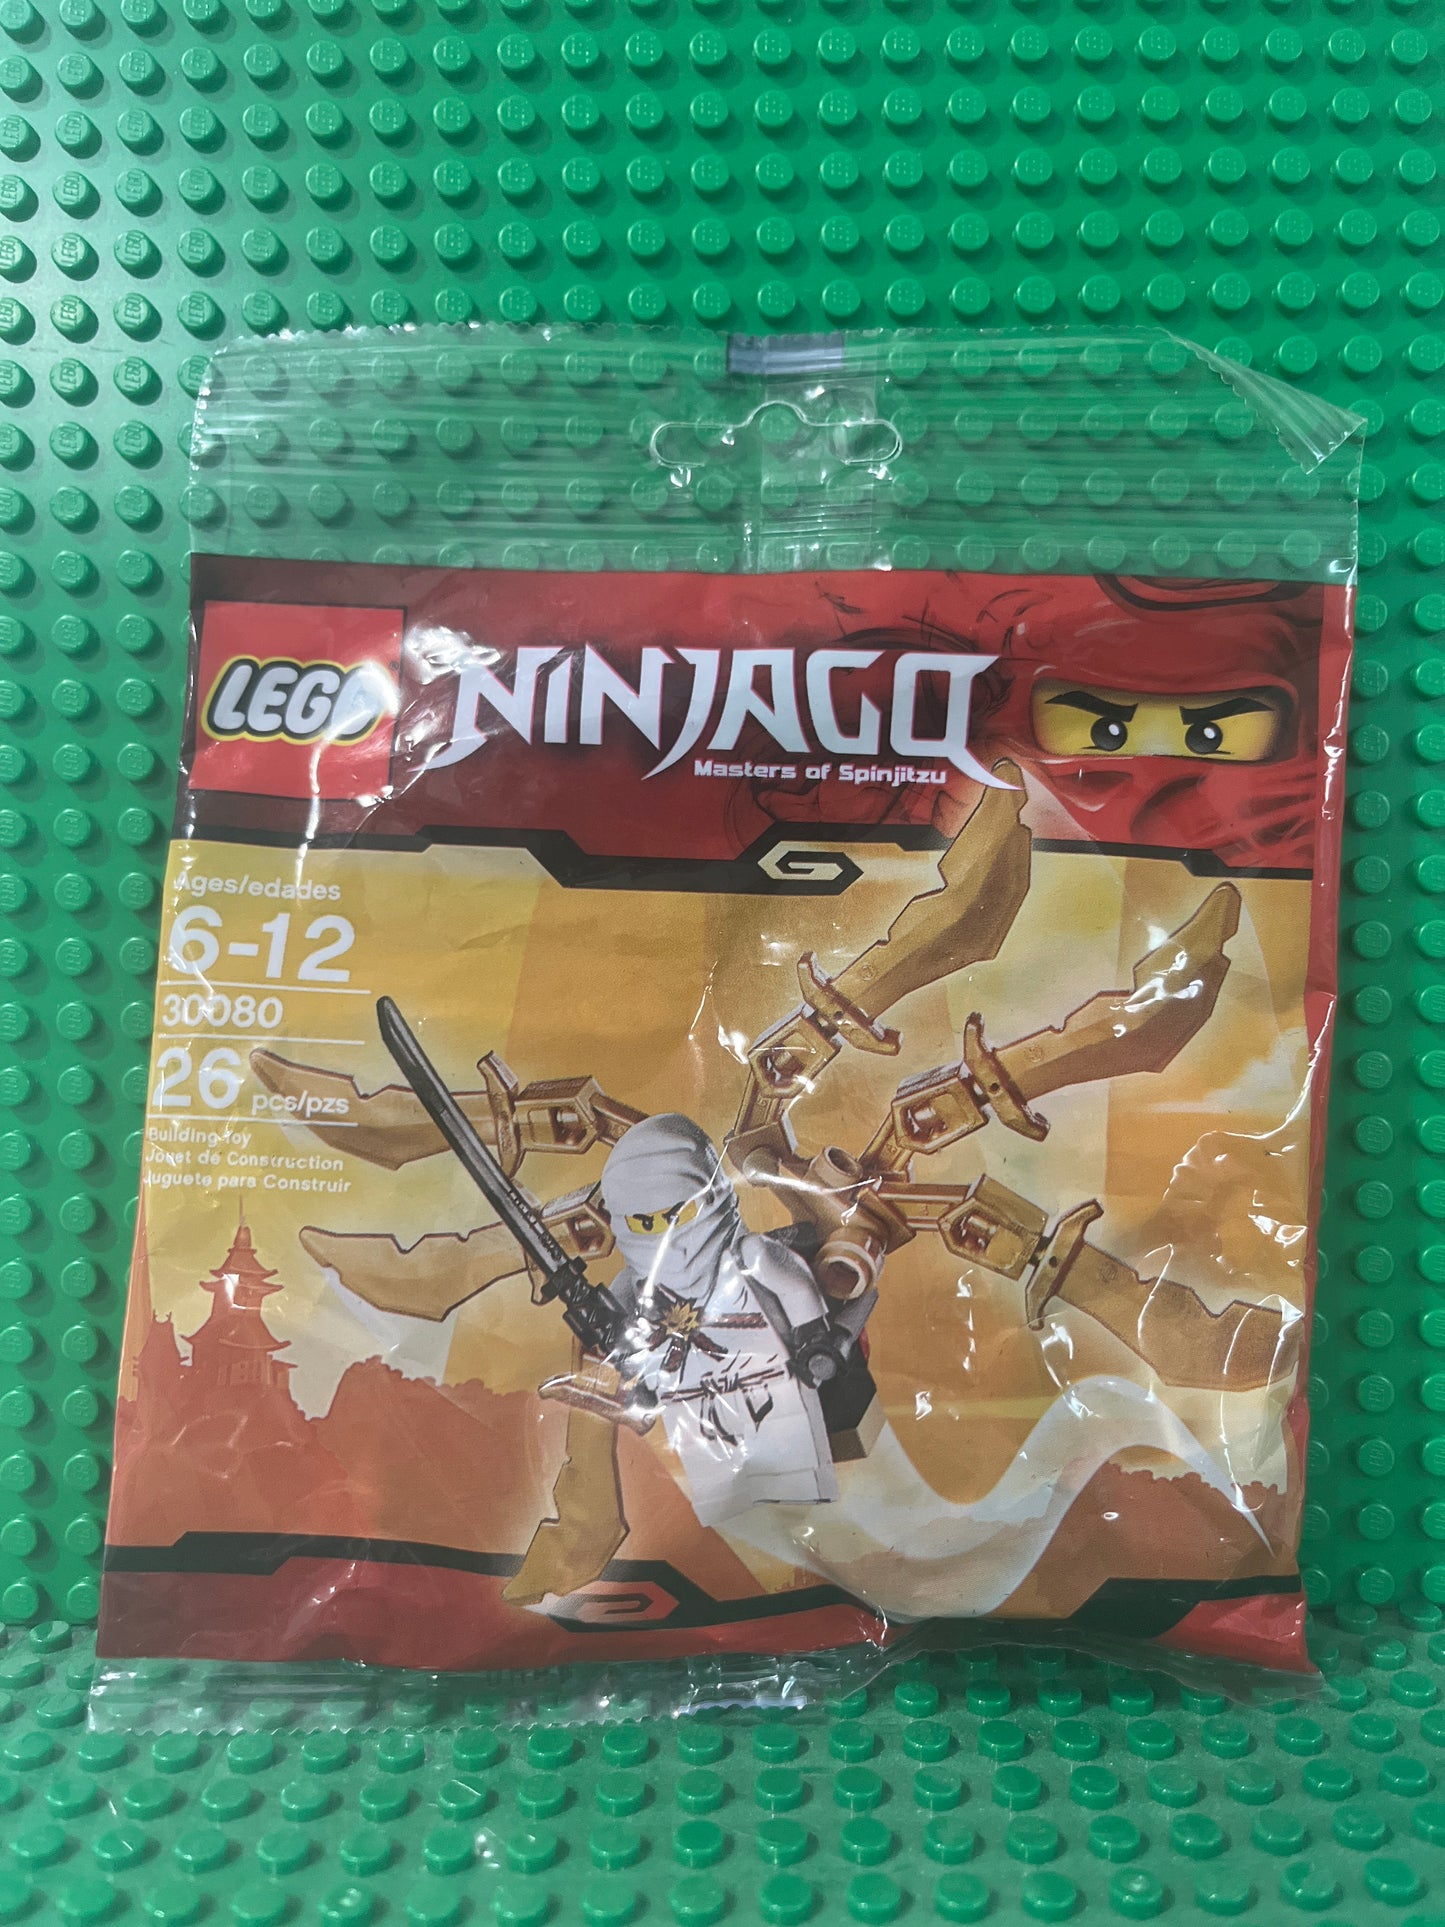 LEGO
NINJAGO
Masters of Spinjitzu
Ages/edades
6-12
30080
26 pcs/pzs
Building Toy
Jouet de Construction
Juguete para Construir